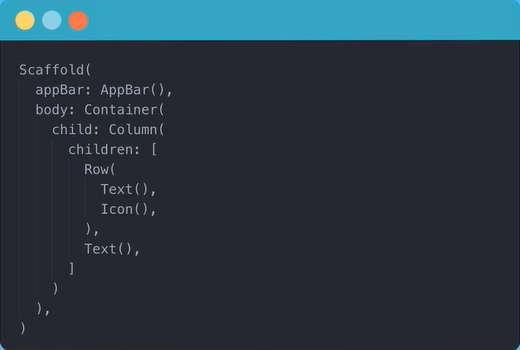 Scaffold(
  appBar: AppBar(),
  body: Container(
    child: Column(
      children: [
        Row(
          Text(),
          Icon(),
        ),
        Text(),
      ]
    )
  ),
)